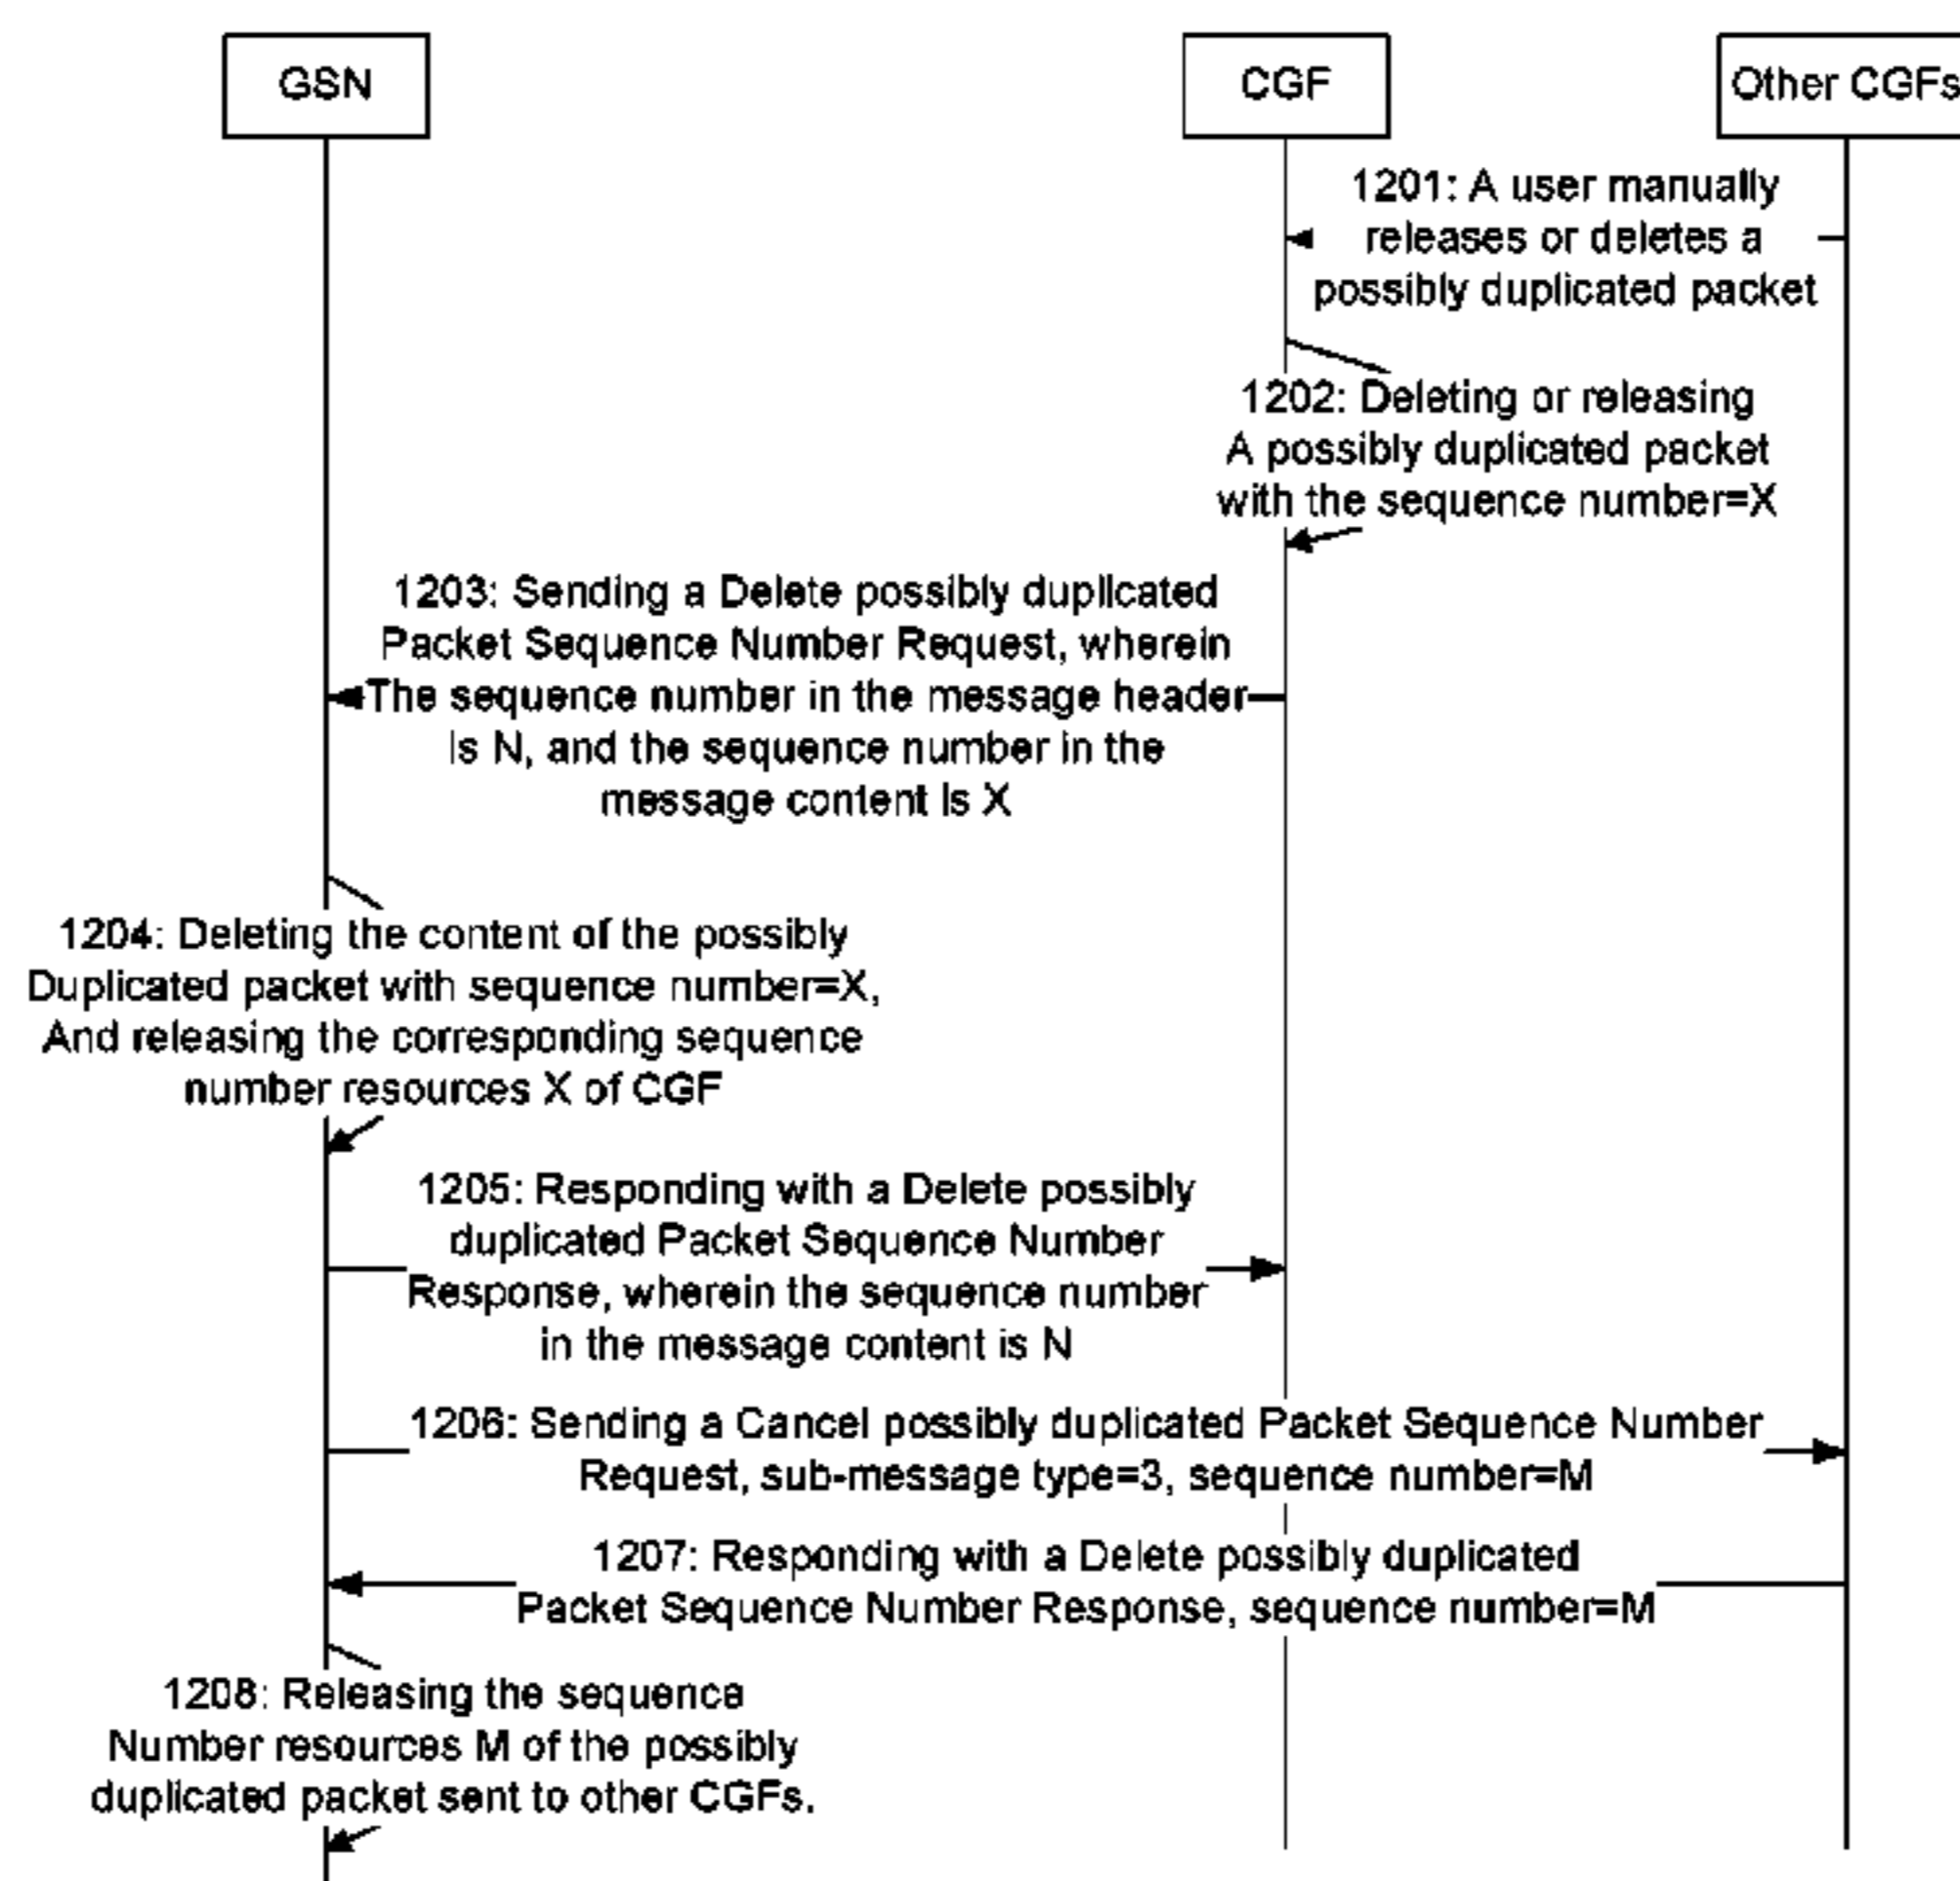 GSN
CGF
Other CGFs
1201: A user manually
releases or deletes a
possibly duplicated packet
1202: Deleting or releasing
A possibly duplicated packet
with the sequence number=X
1203: Sending a Delete possibly duplicated
Packet Sequence Number Request, wherein
The sequence number in the message header
Is N, and the sequence number in the
message content Is X
1204: Deleting the content of the possibly
Duplicated packet with sequence number=X,
And releasing the corresponding sequence
number resources X of CGF
1205: Responding with a Delete possibly
duplicated Packet Sequence Number
Response, wherein the sequence number
in the message content is N
1206: Sending a Cancel possibly duplicated Packet Sequence Number
Request, sub-message type=3, sequence number=M
1207: Responding with a Delete possibly duplicated
Packet Sequence Number Response, sequence number=M
1208: Releasing the sequence
Number resources M of the possibly
duplicated packet sent to other CGFs.